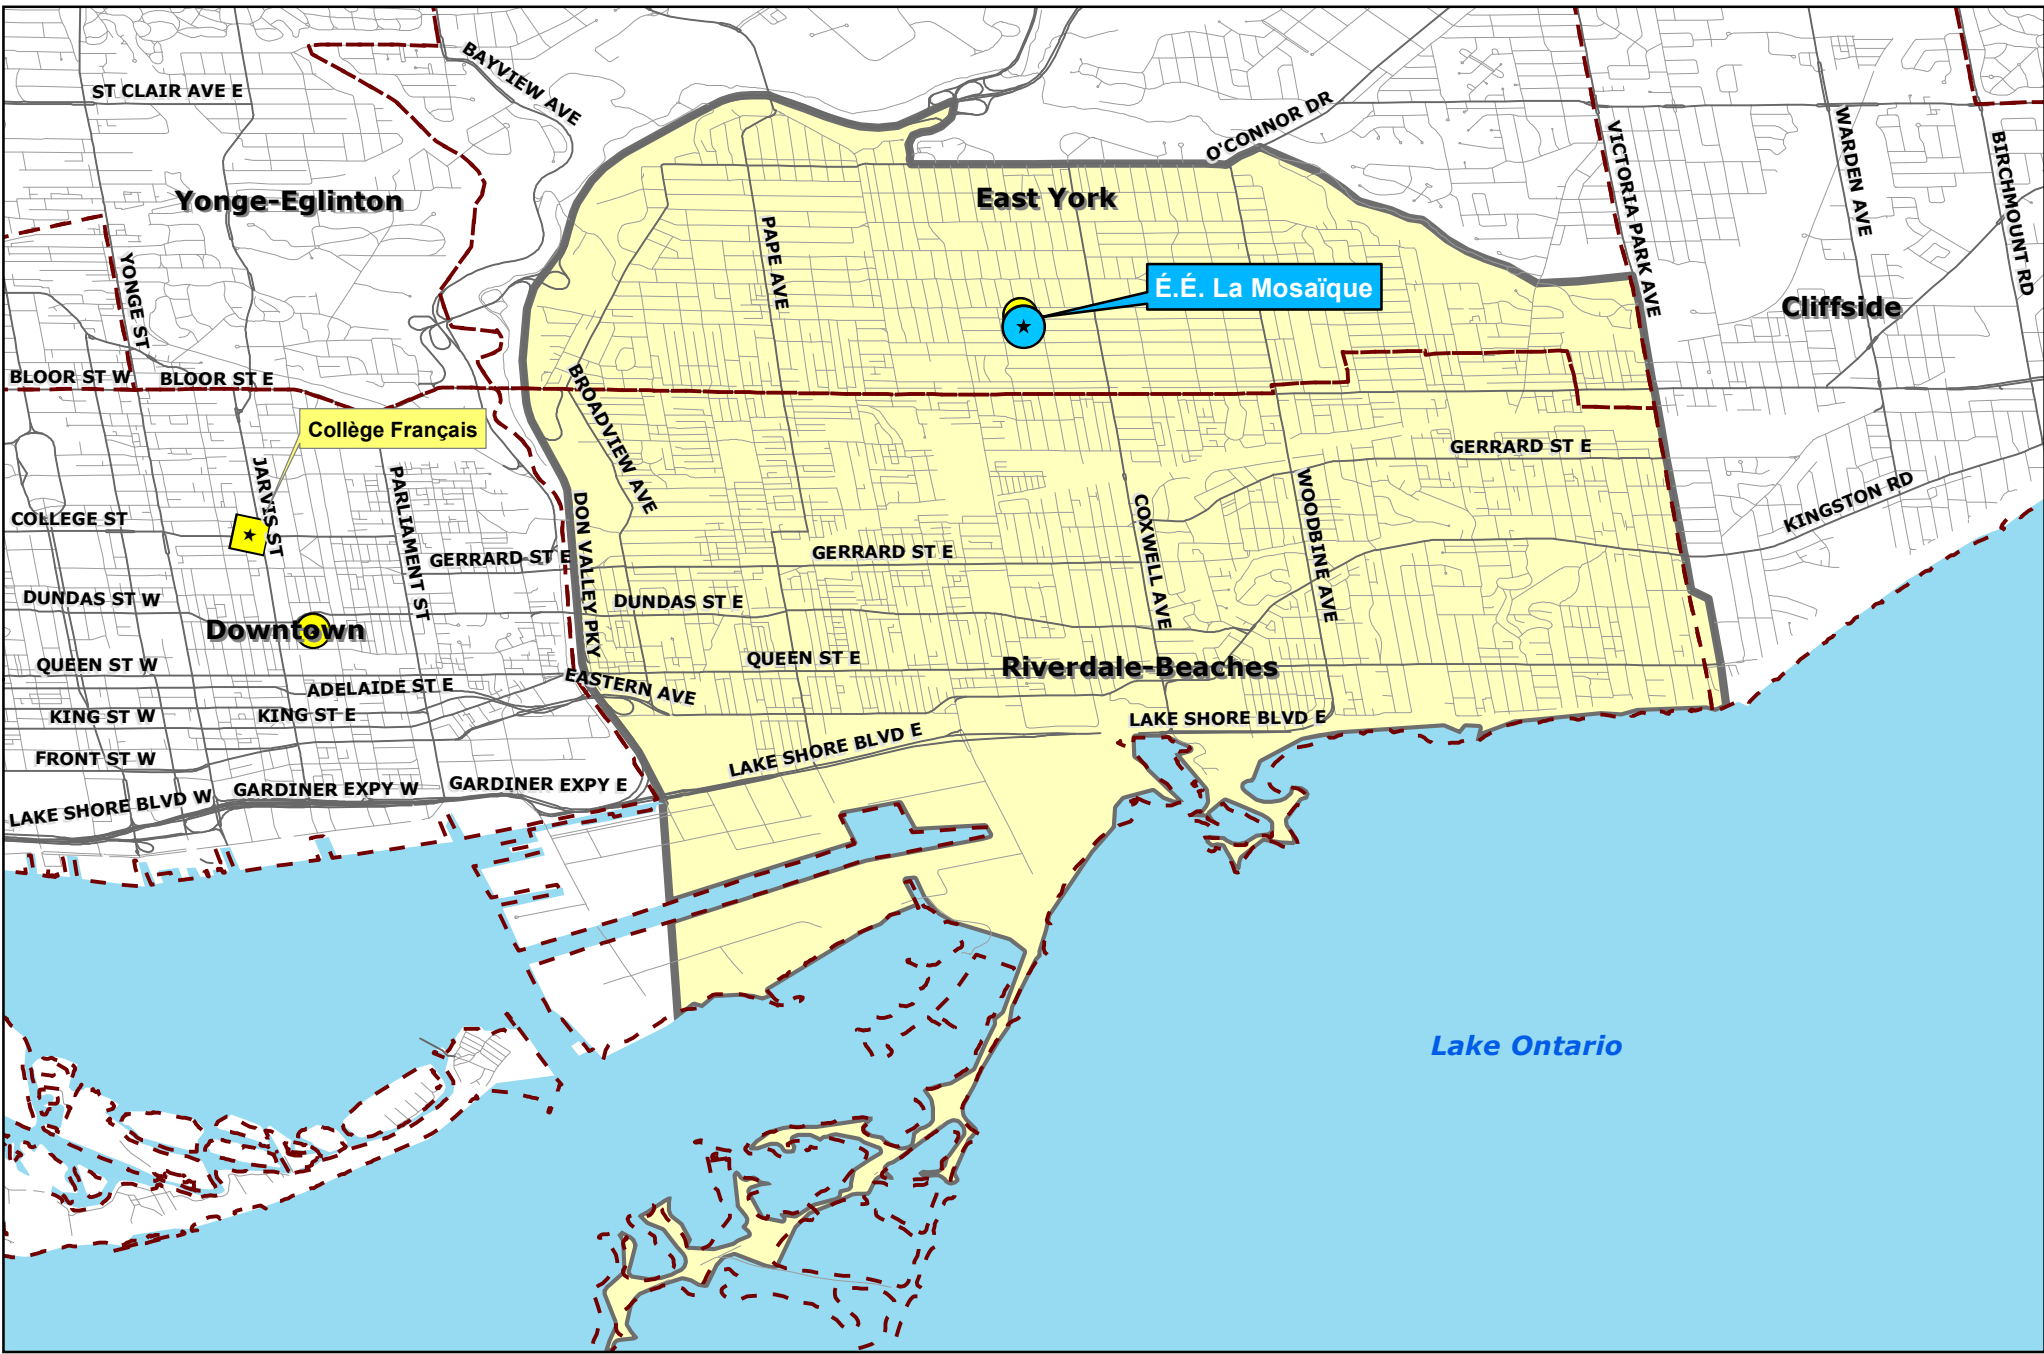 BAYVIEW AVE
ST CLAIR AVE E
O'CONNOR DR
VICTORIA PARK AVE
WARDEN AVE
BIRCHMOUNT RD
Yonge-Eglinton
East York
PAPE AVE
YONGE ST
É.É. La Mosaïque
Cliffside
BLOOR ST W
BLOOR ST E
BROADVIEW AVE
Collège Français
GERRARD ST E
JARVIS ST
PARLIAMENT ST
DON VALLEY PKY
COXWELL AVE
WOODBINE AVE
KINGSTON RD
COLLEGE ST
GERRARD ST E
GERRARD ST E
DUNDAS ST W
DUNDAS ST E
Downtown
QUEEN ST W
QUEEN ST E
Riverdale-Beaches
ADELAIDE ST E
EASTERN AVE
KING ST W
KING ST E
LAKE SHORE BLVD E
LAKE SHORE BLVD E
FRONT ST W
GARDINER EXPY W
GARDINER EXPY E
LAKE SHORE BLVD W
Lake Ontario